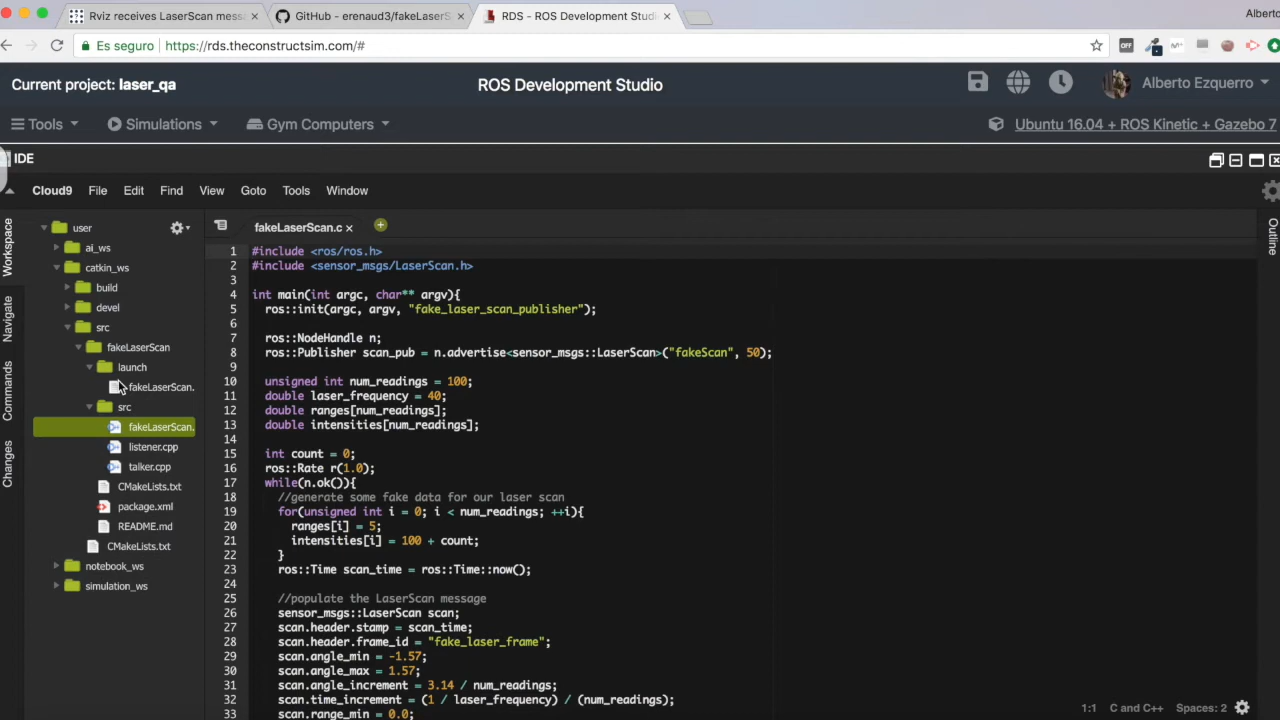 Rviz receives LaserScan messa
GitHub - erenaud3/fakeLaserS
RDS - ROS Development Studio
Alberto
Es seguro
https://rds.theconstructsim.com/#
OFF
Current project: laser_qa
ROS Development Studio
Alberto Ezquerro
Tools
Simulations
Gym Computers
Ubuntu 16.04 + ROS Kinetic + Gazebo 7
IDE
Cloud9 File Edit Find View Goto Tools Window
Workspace
Navigate
Commands
Changes
Outline
user
ai_ws
catkin_ws
build
devel
src
fakeLaserScan
launch
fakeLaserScan.
src
fakeLaserScan.
listener.cpp
talker.cpp
CMakeLists.txt
package.xml
README.md
CMakeLists.txt
notebook_ws
simulation_ws
fakeLaserScan.c
1 #include <ros/ros.h>
2 #include <sensor_msgs/LaserScan.h>
3
4 int main(int argc, char** argv){
5 ros::init(argc, argv, "fake_laser_scan_publisher");
6
7 ros::NodeHandle n;
8 ros::Publisher scan_pub = n.advertise<sensor_msgs::LaserScan>("fakeScan", 50);
9
10 unsigned int num_readings = 100;
11 double laser_frequency = 40;
12 double ranges[num_readings];
13 double intensities[num_readings];
14
15 int count = 0;
16 ros::Rate r(1.0);
17 while(n.ok()){
18 //generate some fake data for our laser scan
19 for(unsigned int i = 0; i < num_readings; ++i){
20 ranges[i] = 5;
21 intensities[i] = 100 + count;
22 }
23 ros::Time scan_time = ros::Time::now();
24
25 //populate the LaserScan message
26 sensor_msgs::LaserScan scan;
27 scan.header.stamp = scan_time;
28 scan.header.frame_id = "fake_laser_frame";
29 scan.angle_min = -1.57;
30 scan.angle_max = 1.57;
31 scan.angle_increment = 3.14 / num_readings;
32 scan.time_increment = (1 / laser_frequency) / (num_readings);
33 scan.range_min = 0.0;
1:1 C and C++ Spaces: 2